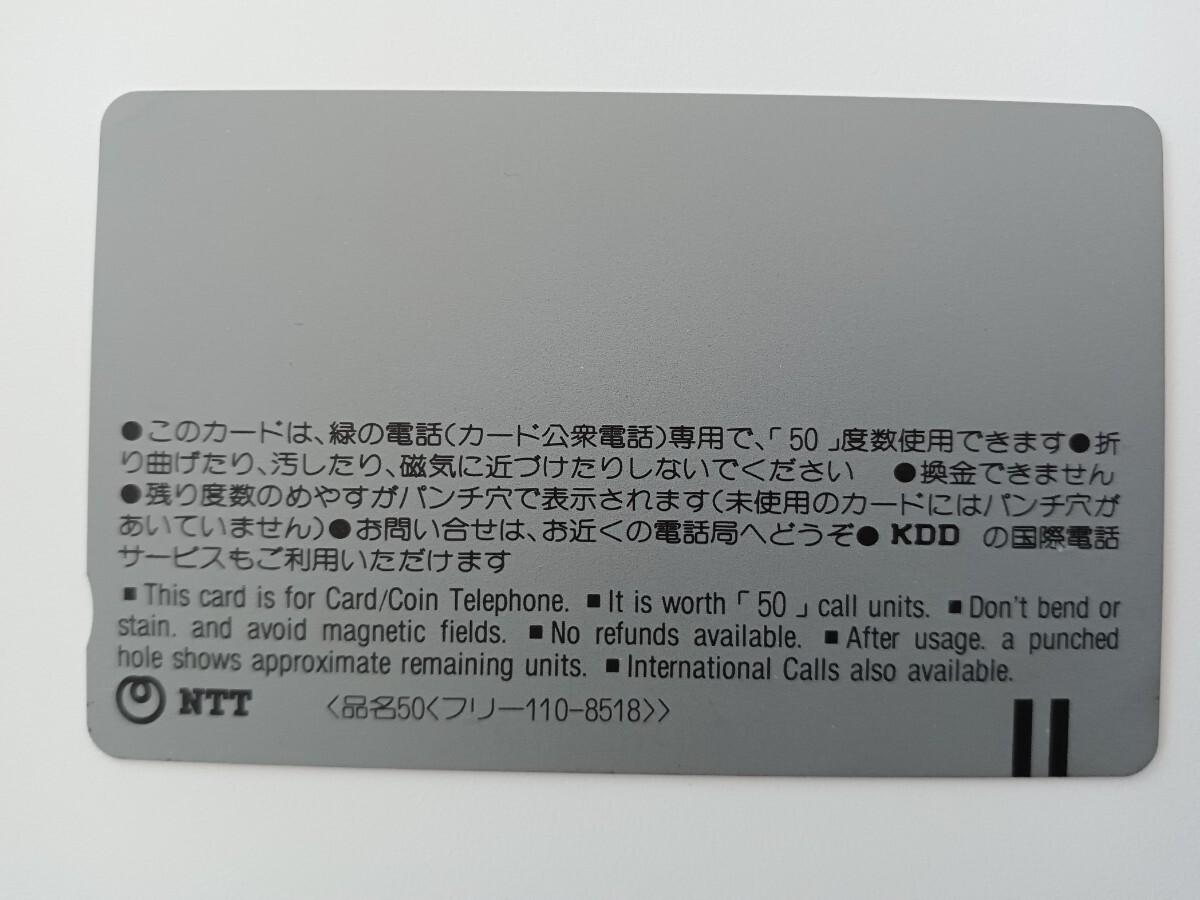 ●このカードは、緑の電話(カード公衆電話)専用で、「50」度数使用できます●折
り曲げたり、汚したり、磁気に近づけたりしないでください ●換金できません
●残り度数のめやすがパンチ穴で表示されます(未使用のカードにはパンチ穴が
あいていません)●お問い合せは、お近くの電話局へどうぞ● KDD の国際電話
サービスもご利用いただけます
■This card is for Card/Coin Telephone. ■It is worth「50」call units. ■Don't bend or
stain. and avoid magnetic fields. ■No refunds available. ■After usage. a punched
hole shows approximate remaining units. ■International Calls also available.
NTT 〈品名50〈フリー110-8518〉〉